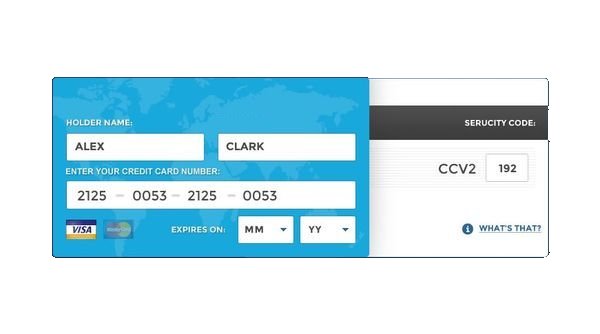 HOLDER NAME:
SERUCITY CODE:
ALEX CLARK
ENTER YOUR CREDIT CARD NUMBER:
CCV2 192
2125 – 0053 – 2125 – 0053
VISA MasterCard EXPIRES ON: MM YY
i WHAT'S THAT?